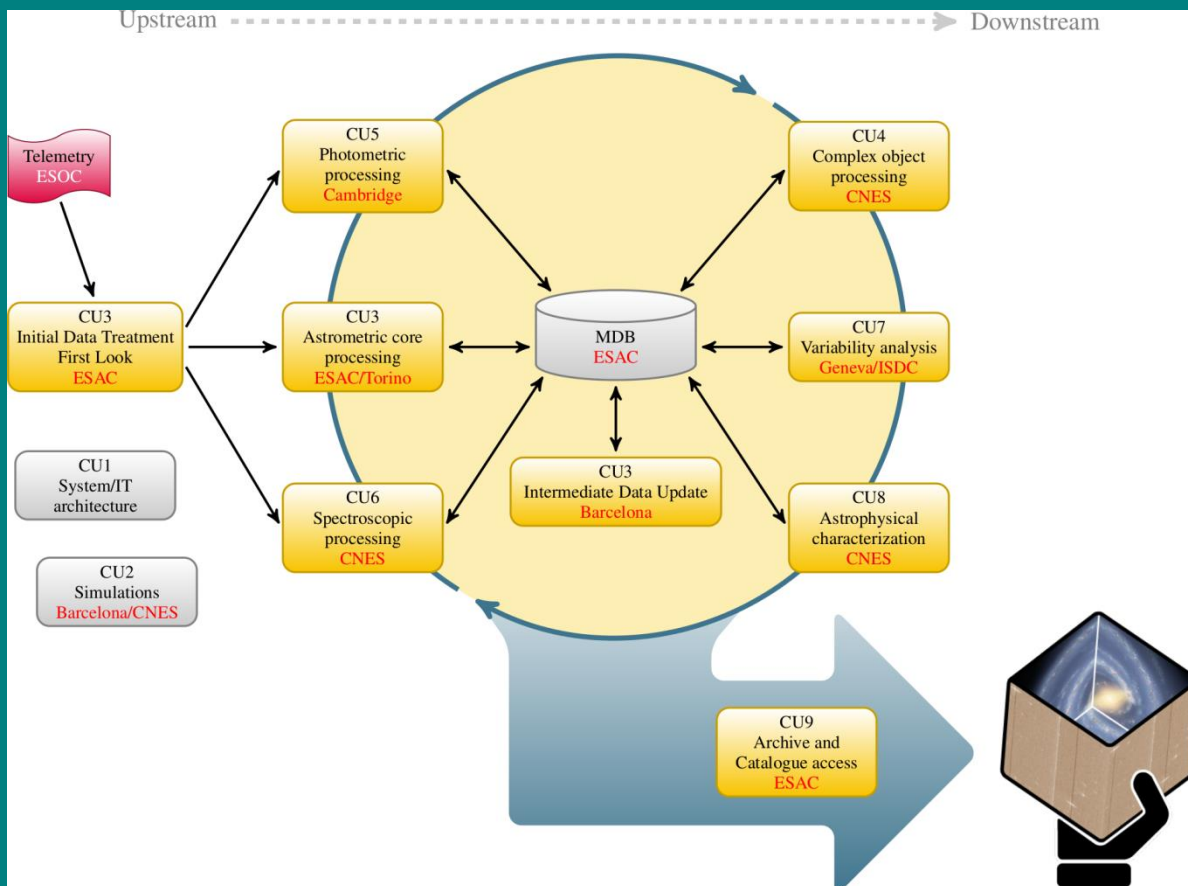 Upstream
Downstream
Telemetry
ESOC
CU3
Initial Data Treatment
First Look
ESAC
CU1
System/IT
architecture
CU2
Simulations
Barcelona/CNES
CU5
Photometric
processing
Cambridge
CU3
Astrometric core
processing
ESAC/Torino
CU6
Spectroscopic
processing
CNES
MDB
ESAC
CU3
Intermediate Data Update
Barcelona
CU4
Complex object
processing
CNES
CU7
Variability analysis
Geneva/ISDC
CU8
Astrophysical
characterization
CNES
CU9
Archive and
Catalogue access
ESAC